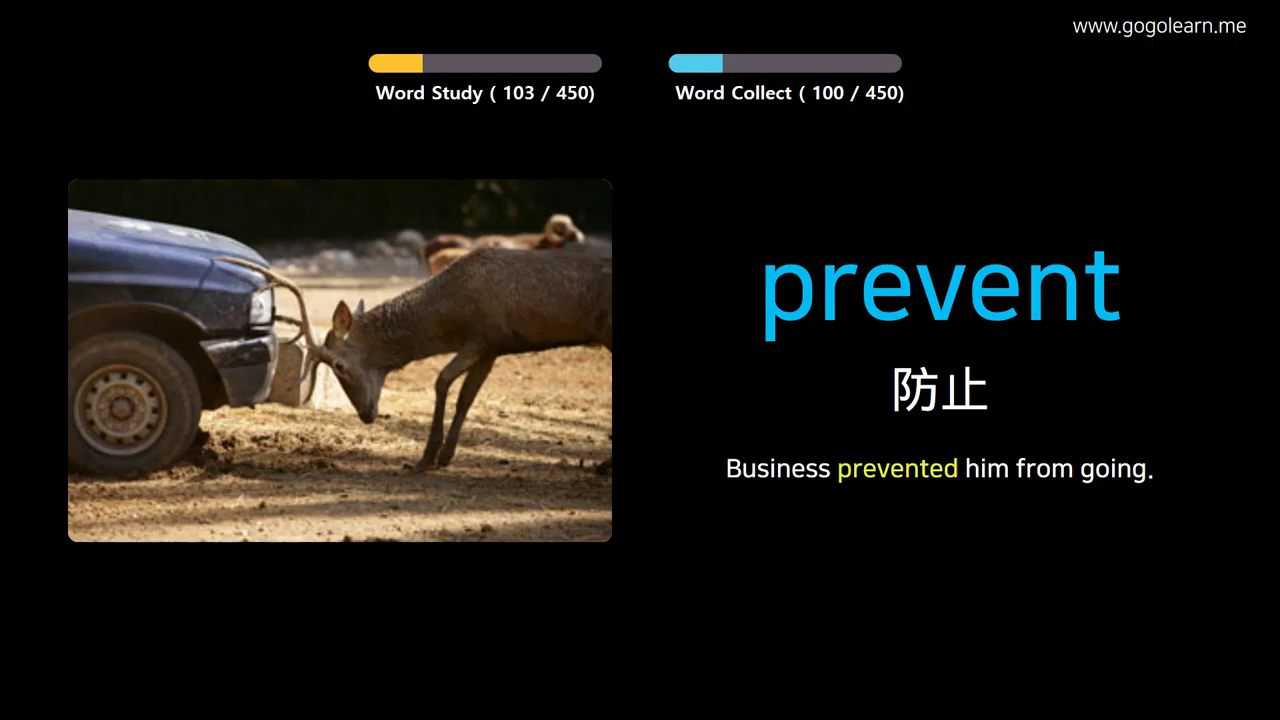 www.gogolearn.me
Word Study ( 103 / 450)
Word Collect ( 100 / 450)
prevent
防止
Business prevented him from going.